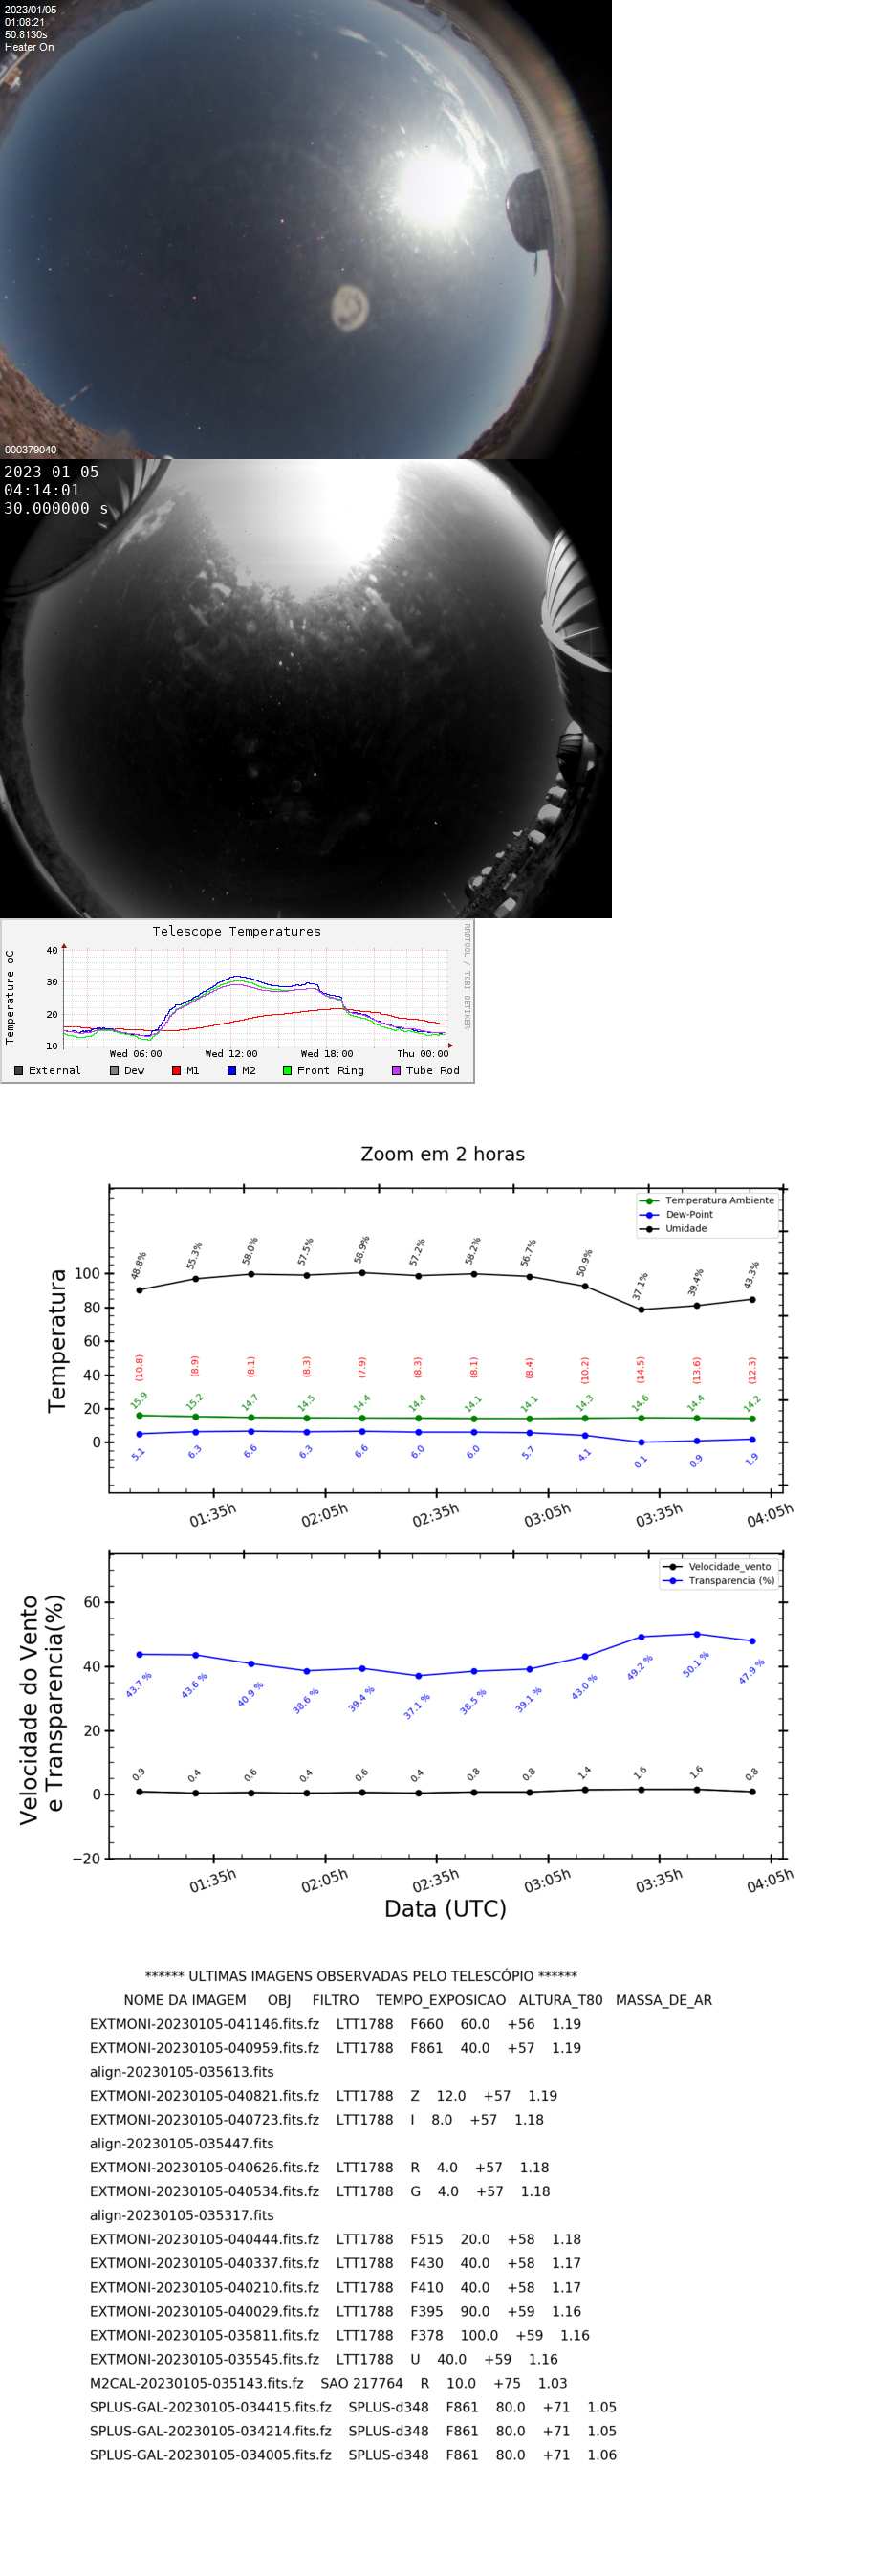 2023/01/05
01:08:21
50.8130s
Heater On
000379040
2023-01-05
04:14:01
30.000000 s
Telescope Temperatures
RRDTOOL / TOBI OETIKER
Temperature oC
40
30
20
10
Wed 06:00 Wed 12:00 Wed 18:00 Thu 00:00
External Dew M1 M2 Front Ring Tube Rod
Zoom em 2 horas
Temperatura Ambiente
Dew-Point
Umidade
Temperatura
100
80
60
40
20
0
48.8% 55.3% 58.0% 57.5% 58.9% 57.2% 58.2% 56.7% 50.9% 37.1% 39.4% 43.3%
(10.8) (8.9) (8.1) (8.3) (7.9) (8.3) (8.1) (8.4) (10.2) (14.5) (13.6) (12.3)
15.9 15.2 14.7 14.5 14.4 14.4 14.1 14.1 14.3 14.6 14.4 14.2
5.1 6.3 6.6 6.3 6.6 6.0 6.0 5.7 4.1 0.1 0.9 1.9
01:35h 02:05h 02:35h 03:05h 03:35h 04:05h
Velocidade_vento
Transparencia (%)
Velocidade do Vento
e Transparencia(%)
60
40
20
0
−20
43.7 % 43.6 % 40.9 % 38.6 % 39.4 % 37.1 % 38.5 % 39.1 % 43.0 % 49.2 % 50.1 % 47.9 %
0.9 0.4 0.6 0.4 0.6 0.4 0.8 0.8 1.4 1.6 1.6 0.8
01:35h 02:05h 02:35h 03:05h 03:35h 04:05h
Data (UTC)
****** ULTIMAS IMAGENS OBSERVADAS PELO TELESCÓPIO ******
NOME DA IMAGEM OBJ FILTRO TEMPO_EXPOSICAO ALTURA_T80 MASSA_DE_AR
EXTMONI-20230105-041146.fits.fz LTT1788 F660 60.0 +56 1.19
EXTMONI-20230105-040959.fits.fz LTT1788 F861 40.0 +57 1.19
align-20230105-035613.fits
EXTMONI-20230105-040821.fits.fz LTT1788 Z 12.0 +57 1.19
EXTMONI-20230105-040723.fits.fz LTT1788 I 8.0 +57 1.18
align-20230105-035447.fits
EXTMONI-20230105-040626.fits.fz LTT1788 R 4.0 +57 1.18
EXTMONI-20230105-040534.fits.fz LTT1788 G 4.0 +57 1.18
align-20230105-035317.fits
EXTMONI-20230105-040444.fits.fz LTT1788 F515 20.0 +58 1.18
EXTMONI-20230105-040337.fits.fz LTT1788 F430 40.0 +58 1.17
EXTMONI-20230105-040210.fits.fz LTT1788 F410 40.0 +58 1.17
EXTMONI-20230105-040029.fits.fz LTT1788 F395 90.0 +59 1.16
EXTMONI-20230105-035811.fits.fz LTT1788 F378 100.0 +59 1.16
EXTMONI-20230105-035545.fits.fz LTT1788 U 40.0 +59 1.16
M2CAL-20230105-035143.fits.fz SAO 217764 R 10.0 +75 1.03
SPLUS-GAL-20230105-034415.fits.fz SPLUS-d348 F861 80.0 +71 1.05
SPLUS-GAL-20230105-034214.fits.fz SPLUS-d348 F861 80.0 +71 1.05
SPLUS-GAL-20230105-034005.fits.fz SPLUS-d348 F861 80.0 +71 1.06